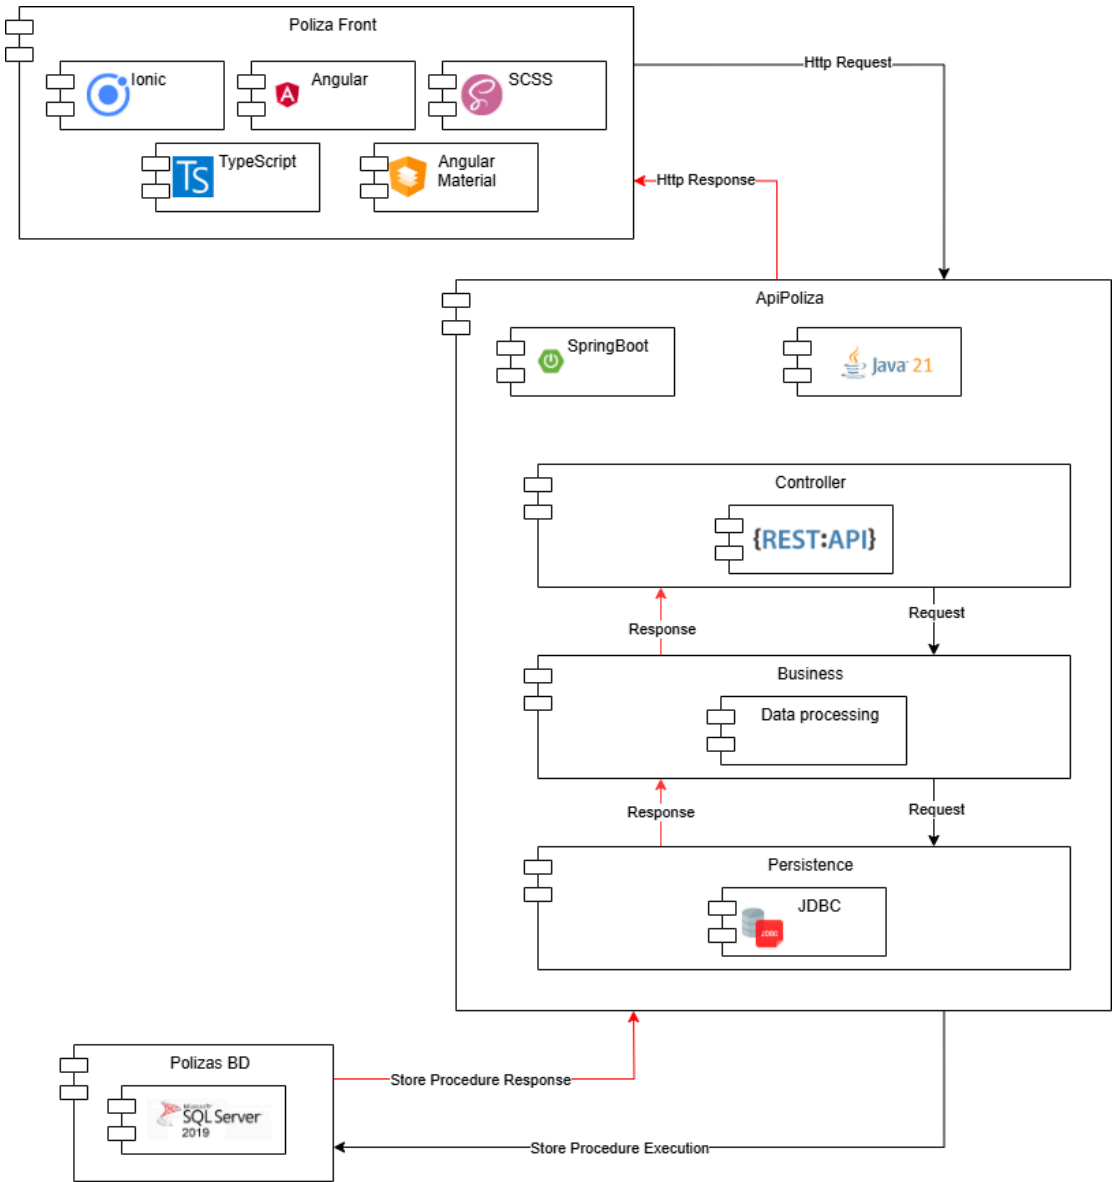 Poliza Front
Ionic
Angular
SCSS
TypeScript
Angular
Material
Http Request
Http Response
ApiPoliza
SpringBoot
Java 21
Controller
{REST:API}
Request
Response
Business
Data processing
Request
Response
Persistence
JDBC
JDBC
Polizas BD
Microsoft
SQL Server
2019
Store Procedure Response
Store Procedure Execution